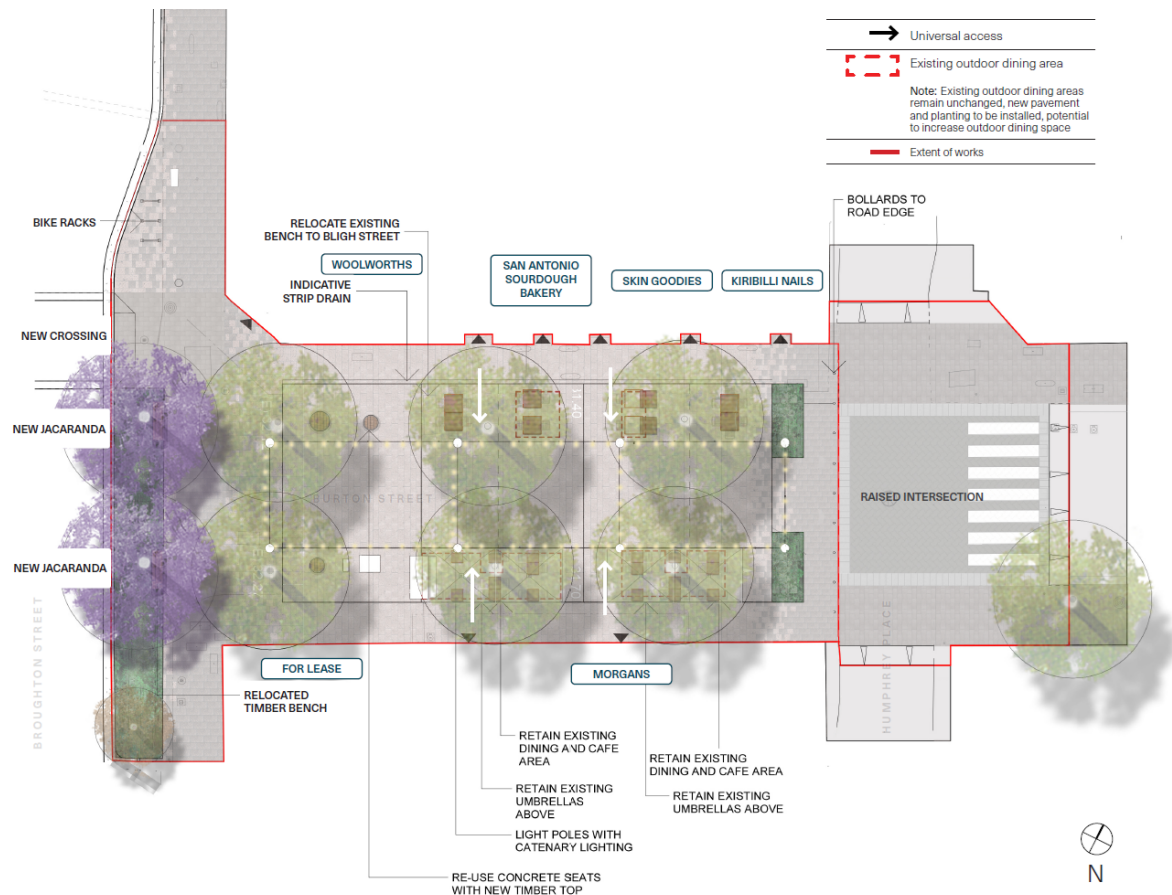 Universal access
Existing outdoor dining area
Note: Existing outdoor dining areas
remain unchanged, new pavement
and planting to be installed, potential
to increase outdoor dining space
Extent of works
BOLLARDS TO
ROAD EDGE
BIKE RACKS
RELOCATE EXISTING
BENCH TO BLIGH STREET
WOOLWORTHS
SAN ANTONIO
SOURDOUGH
BAKERY
SKIN GOODIES
KIRIBILLI NAILS
INDICATIVE
STRIP DRAIN
NEW CROSSING
NEW JACARANDA
BURTON STREET
RAISED INTERSECTION
NEW JACARANDA
BROUGHTON STREET
HUMPHREY PLACE
FOR LEASE
MORGANS
RELOCATED
TIMBER BENCH
RETAIN EXISTING
DINING AND CAFE
AREA
RETAIN EXISTING
DINING AND CAFE AREA
RETAIN EXISTING
UMBRELLAS
ABOVE
RETAIN EXISTING
UMBRELLAS ABOVE
LIGHT POLES WITH
CATENARY LIGHTING
RE-USE CONCRETE SEATS
WITH NEW TIMBER TOP
N